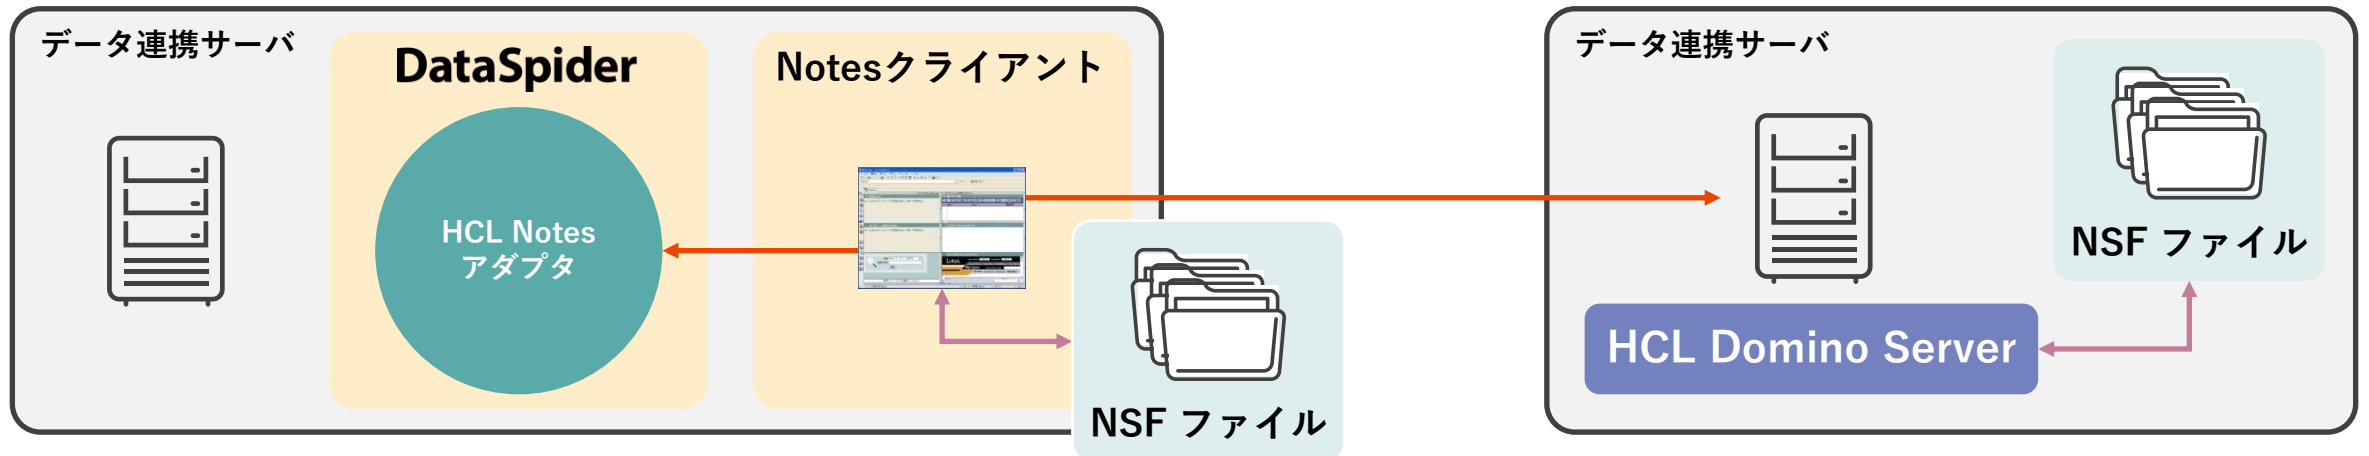 データ連携サーバ
DataSpider
HCL Notes
アダプタ
Notesクライアント
NSF ファイル
データ連携サーバ
HCL Domino Server
NSF ファイル